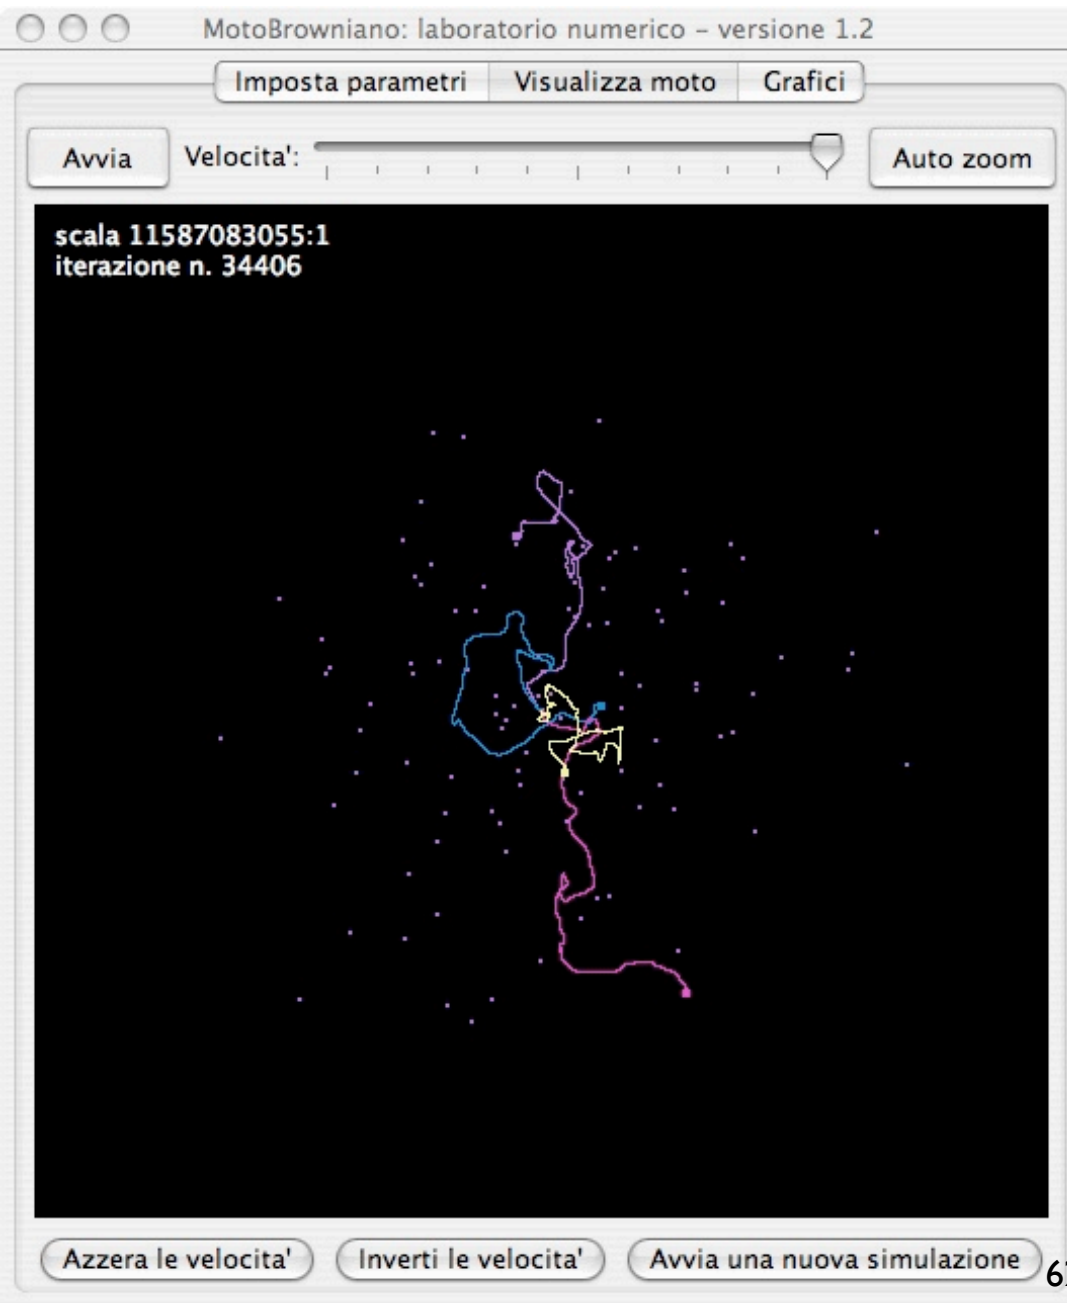 MotoBrowniano: laboratorio numerico – versione 1.2
Imposta parametri Visualizza moto Grafici
Avvia Velocita': Auto zoom
scala 11587083055:1
iterazione n. 34406
Azzera le velocita' Inverti le velocita' Avvia una nuova simulazione